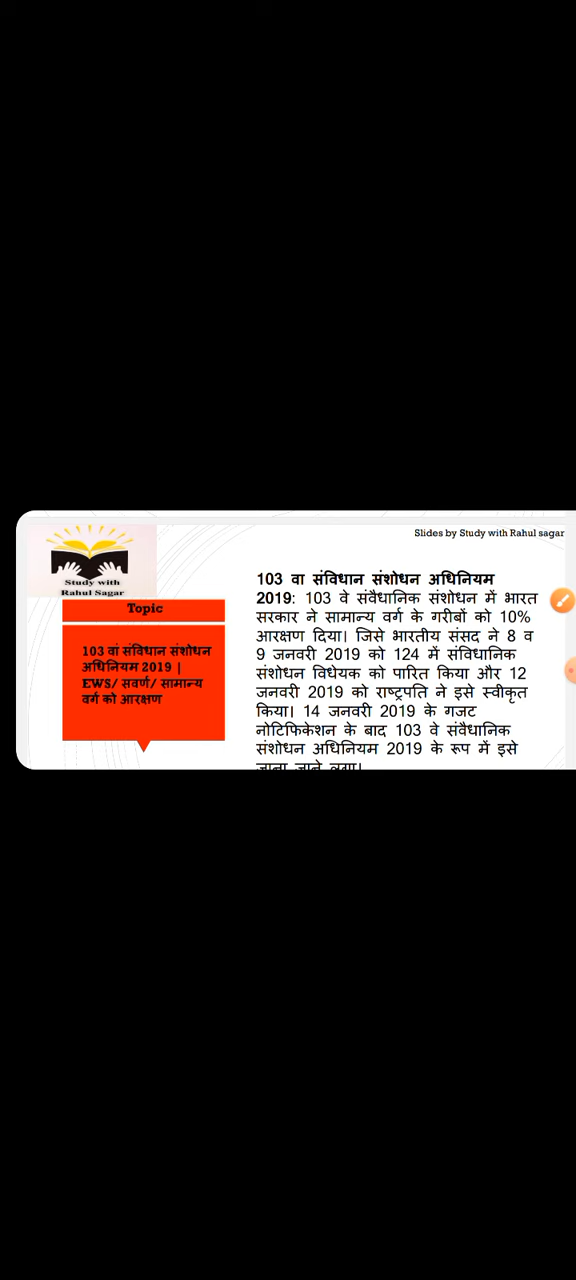 Slides by Study with Rahul sagar
Study with
Rahul Sagar
Topic
103 वां संविधान संशोधन
अधिनियम 2019 |
EWS/ सवर्ण/ सामान्य
वर्ग को आरक्षण
103 वा संविधान संशोधन अधिनियम
2019: 103 वे संवैधानिक संशोधन में भारत
सरकार ने सामान्य वर्ग के गरीबों को 10%
आरक्षण दिया। जिसे भारतीय संसद ने 8 व
9 जनवरी 2019 को 124 में संविधानिक
संशोधन विधेयक को पारित किया और 12
जनवरी 2019 को राष्ट्रपति ने इसे स्वीकृत
किया। 14 जनवरी 2019 के गजट
नोटिफिकेशन के बाद 103 वे संवैधानिक
संशोधन अधिनियम 2019 के रूप में इसे
जाना जाने लगा।